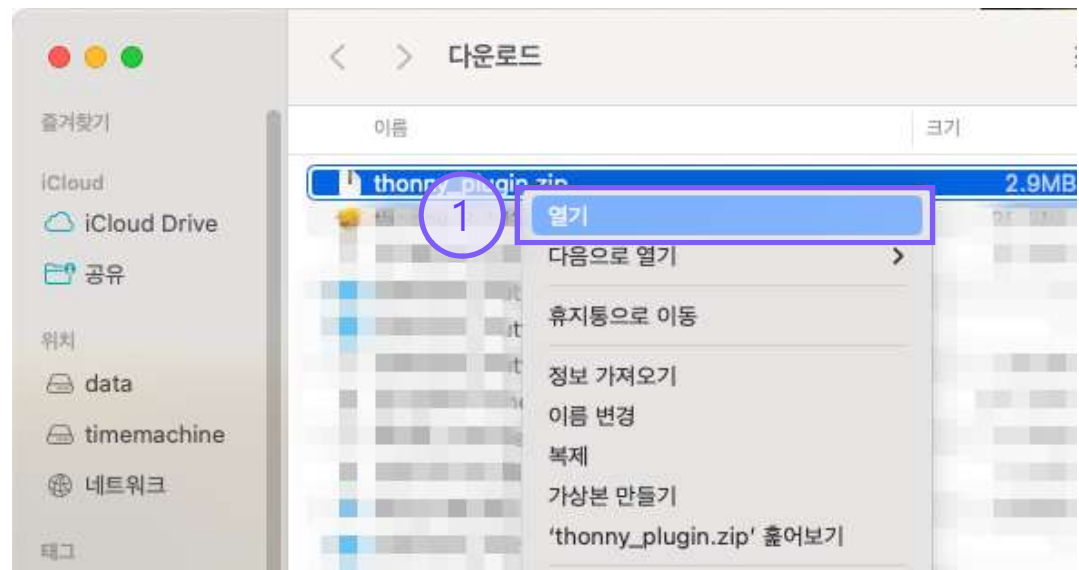 다운로드
즐겨찾기
iCloud
iCloud Drive
공유
위치
data
timemachine
네트워크
태그
이름
크기
thonny_plugin.zip
2.9MB
1
열기
다음으로 열기
휴지통으로 이동
정보 가져오기
이름 변경
복제
가상본 만들기
‘thonny_plugin.zip’ 훑어보기